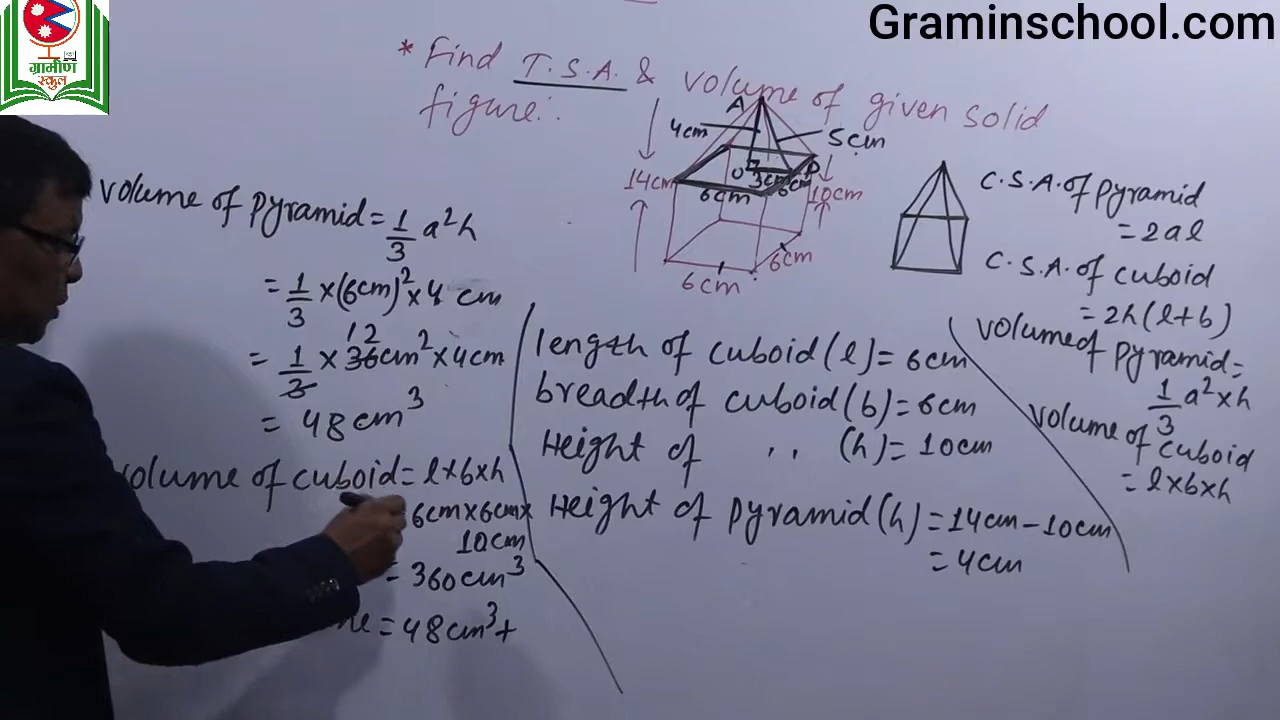 Graminschool.com
ग्रामीण
स्कुल
* Find T.S.A. & volume of given solid
figure:.
A
4cm
5cm
14cm
O
3cm
P
6cm
6cm
10cm
6cm
6cm
volume of pyramid = 1/3 a²h
= 1/3 × (6cm)² × 4 cm
12
= 1/3 × 36cm² × 4cm
= 48 cm³
volume of cuboid = l×b×h
6cm×6cm×
10cm
= 360cm³
= 48cm³+
length of cuboid (l) = 6cm
breadth of cuboid (b) = 6cm
Height of ,, (h) = 10cm
Height of pyramid (h) = 14cm – 10cm
= 4cm
C.S.A. of pyramid
= 2al
C.S.A. of cuboid
= 2h(l+b)
volume of pyramid =
1/3 a²×h
volume of cuboid
= l×b×h